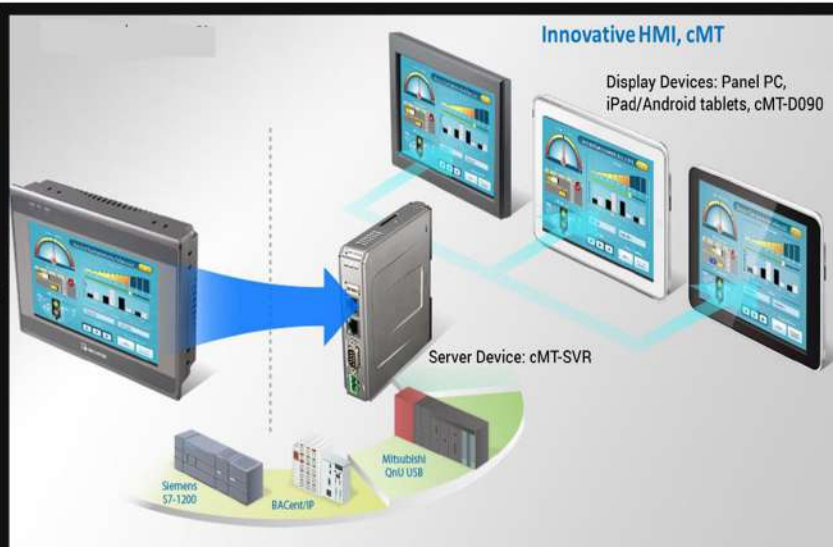 Innovative HMI, cMT
Display Devices: Panel PC,
iPad/Android tablets, cMT-D090
Server Device: cMT-SVR
Mitsubishi
QnU USB
Siemens
S7-1200
BACent/IP